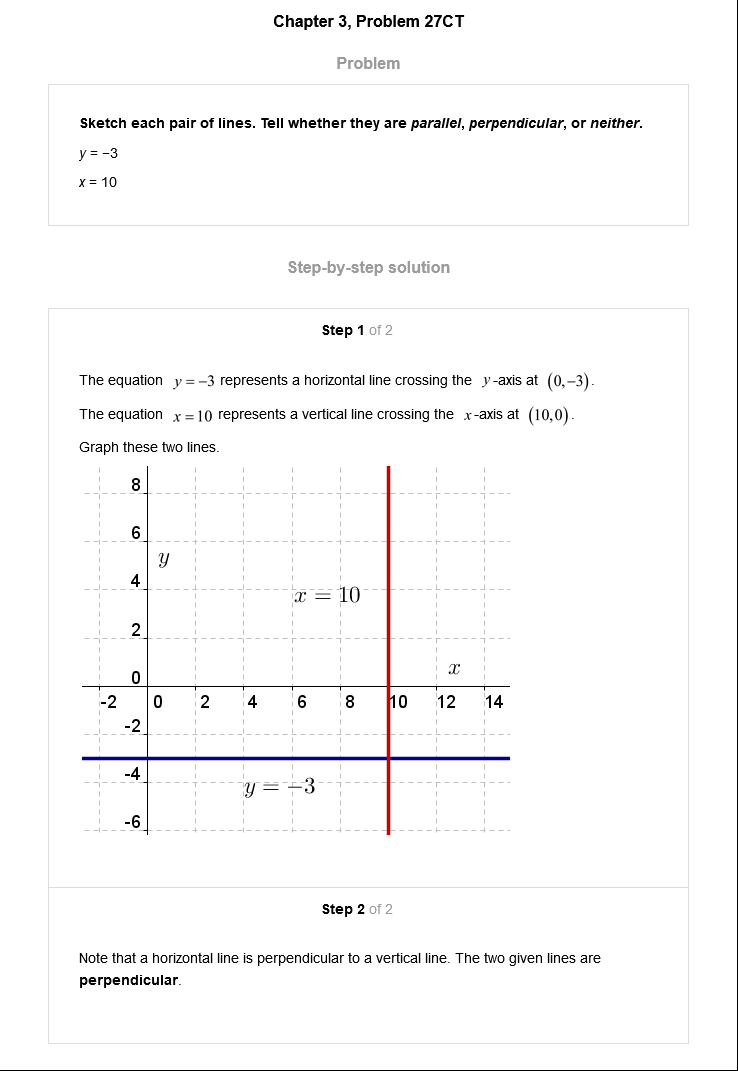 Chapter 3, Problem 27CT
Problem
Sketch each pair of lines. Tell whether they are parallel, perpendicular, or neither.
y = −3
x = 10
Step-by-step solution
Step 1 of 2
The equation y = −3 represents a horizontal line crossing the y-axis at (0,−3).
The equation x = 10 represents a vertical line crossing the x-axis at (10,0).
Graph these two lines.
8
6
y
4
x = 10
2
x
0
-2 0 2 4 6 8 10 12 14
-2
-4
y = −3
-6
Step 2 of 2
Note that a horizontal line is perpendicular to a vertical line. The two given lines are
perpendicular.